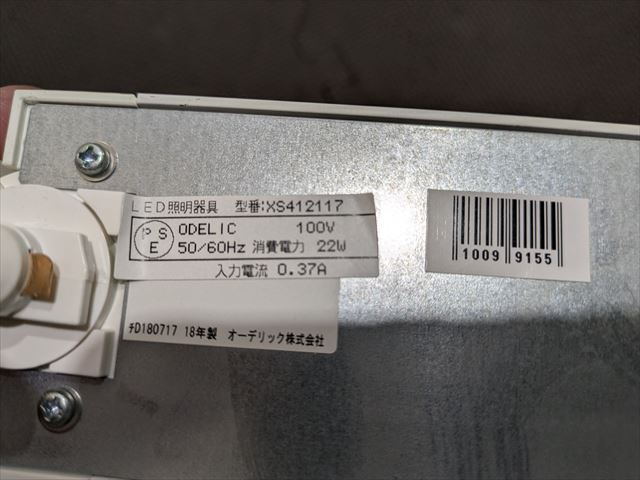 LED照明器具 型番:XS412117
PS
E
ODELIC 100V
50/60Hz 消費電力 22W
入力電流 0.37A
チD180717 18年製 オーデリック株式会社
1009 9155